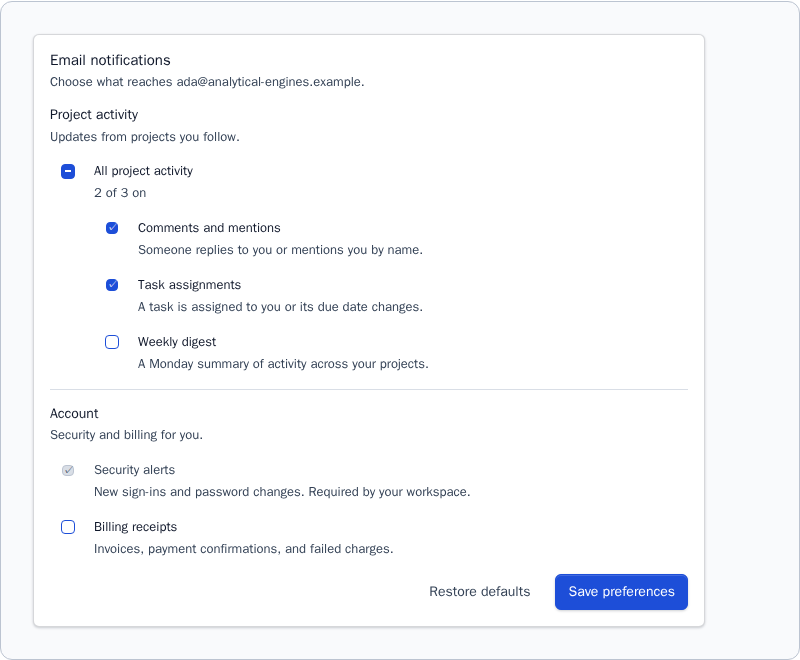 Email notifications
Choose what reaches ada@analytical-engines.example.
Project activity
Updates from projects you follow.
All project activity
2 of 3 on
Comments and mentions
Someone replies to you or mentions you by name.
Task assignments
A task is assigned to you or its due date changes.
Weekly digest
A Monday summary of activity across your projects.
Account
Security and billing for you.
Security alerts
New sign-ins and password changes. Required by your workspace.
Billing receipts
Invoices, payment confirmations, and failed charges.
Restore defaults
Save preferences